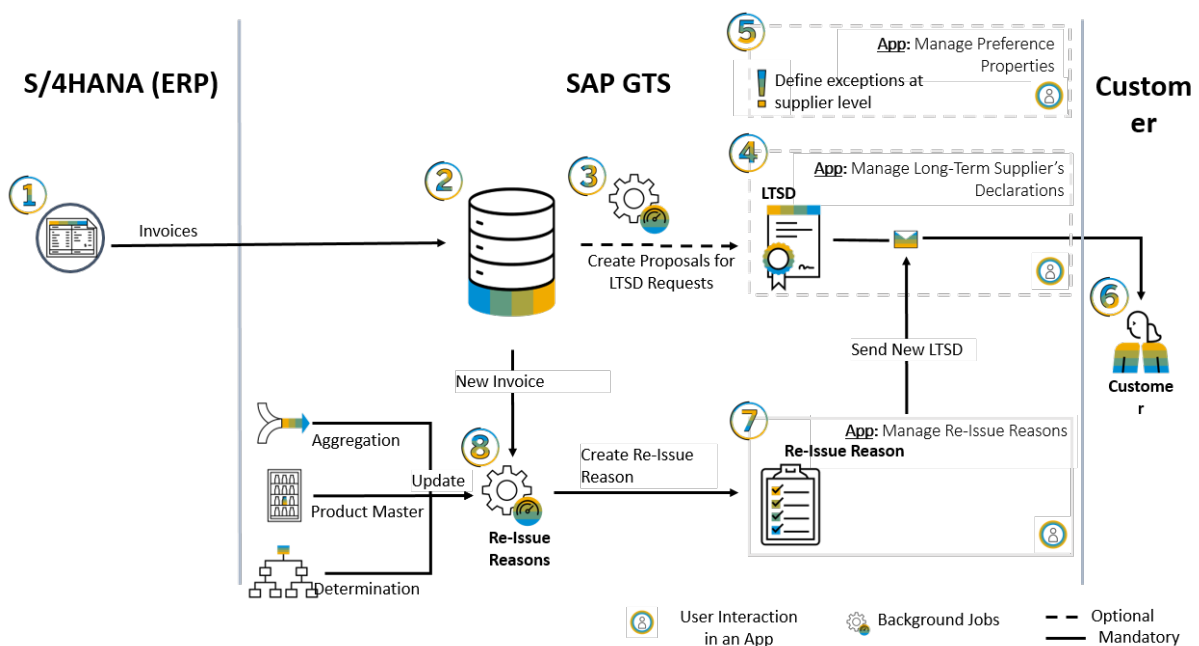 S/4HANA (ERP)
SAP GTS
Custom
er
5
App: Manage Preference
Properties
Define exceptions at
supplier level
1
Invoices
2
3
Create Proposals for
LTSD Requests
4
App: Manage Long-Term Supplier’s
Declarations
LTSD
6
Custome
r
Send New LTSD
New Invoice
Aggregation
Product Master
Determination
Update
8
Re-Issue
Reasons
Create Re-Issue
Reason
7
App: Manage Re-Issue Reasons
Re-Issue Reason
User Interaction
in an App
Background Jobs
Optional
Mandatory